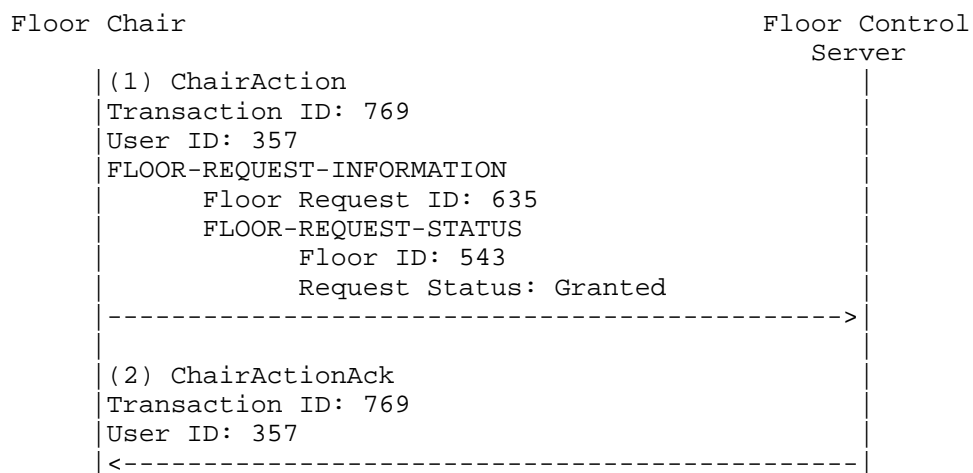 Floor Chair                                    Floor Control
                                                  Server
     |(1) ChairAction                                |
     |Transaction ID: 769                            |
     |User ID: 357                                   |
     |FLOOR-REQUEST-INFORMATION                      |
     |      Floor Request ID: 635                    |
     |      FLOOR-REQUEST-STATUS                     |
     |            Floor ID: 543                      |
     |            Request Status: Granted            |
     |---------------------------------------------->|
     |                                               |
     |(2) ChairActionAck                             |
     |Transaction ID: 769                            |
     |User ID: 357                                   |
     |<----------------------------------------------|